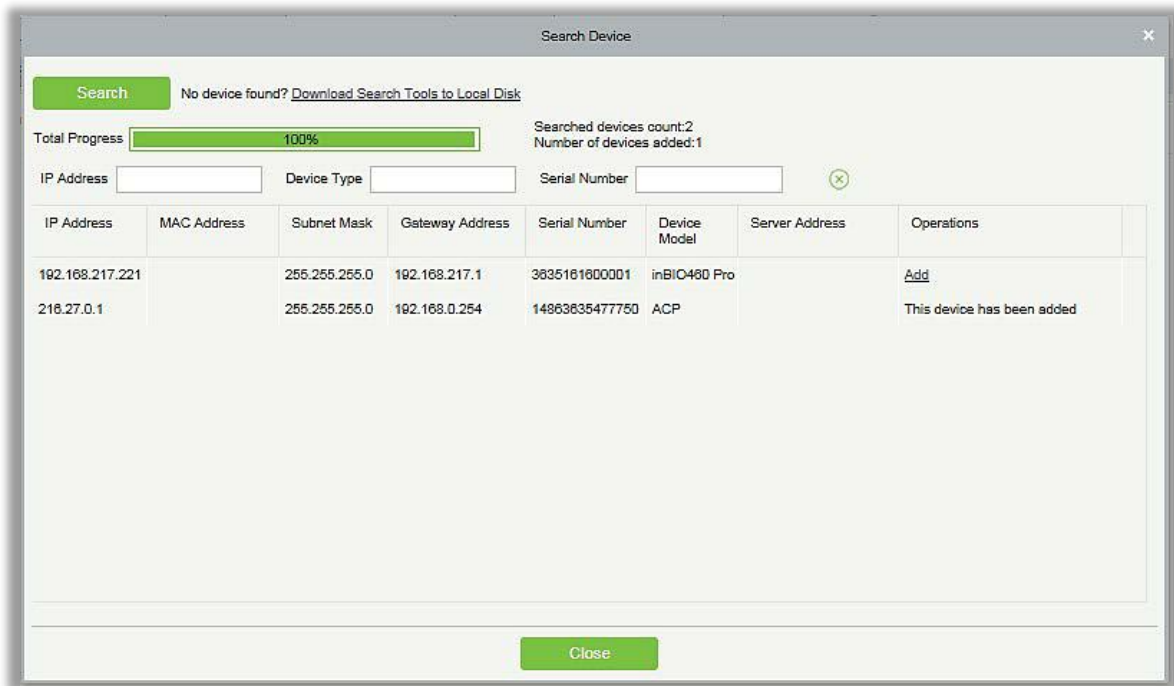 Search Device
Search No device found? Download Search Tools to Local Disk
Total Progress 100% Searched devices count:2
Number of devices added:1
IP Address Device Type Serial Number
IP Address MAC Address Subnet Mask Gateway Address Serial Number Device Model Server Address Operations
192.168.217.221 255.255.255.0 192.168.217.1 3635161600001 inBIO460 Pro Add
216.27.0.1 255.255.255.0 192.168.0.254 14863635477750 ACP This device has been added
Close